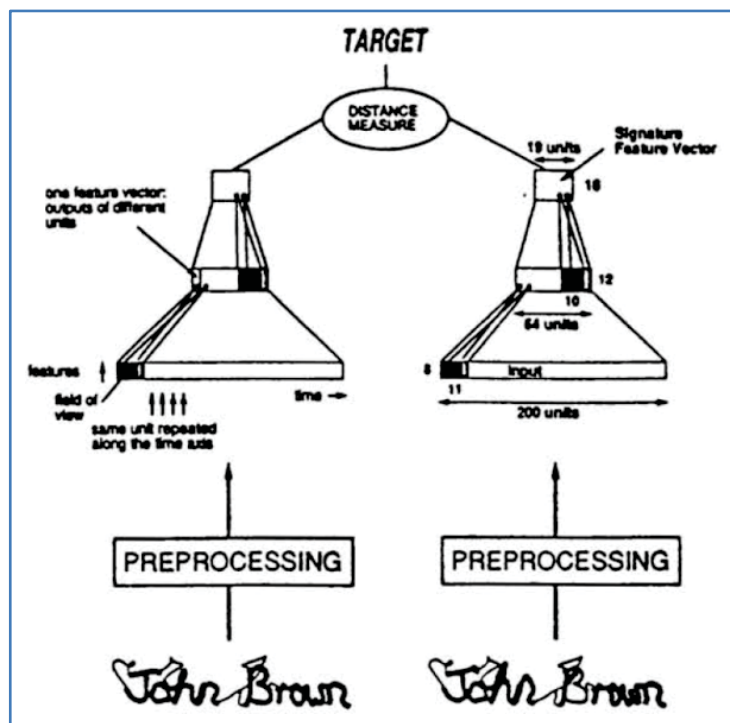 TARGET
DISTANCE
MEASURE
19 units
Signature
Feature Vector
one feature vector:
outputs of different
units
16
12
10
64 units
features
field of
view
time
8
11
Input
200 units
same unit repeated
along the time axis
PREPROCESSING
PREPROCESSING
John Brown
John Brown